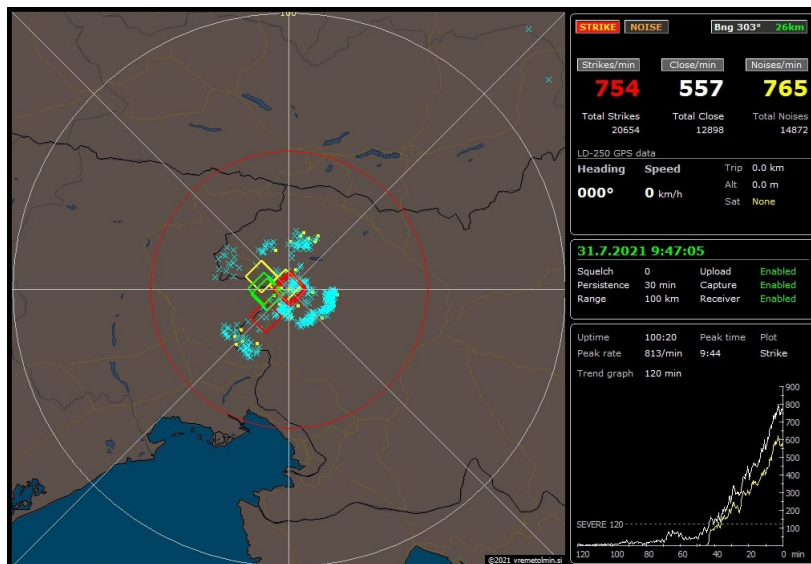 100
STRIKE NOISE Bng 303° 26km
Strikes/min Close/min Noises/min
754 557 765
Total Strikes Total Close Total Noises
20654 12898 14872
LD-250 GPS data
Heading Speed Trip 0.0 km
000° 0 km/h Alt 0.0 m
Sat None
31.7.2021 9:47:05
Squelch 0 Upload Enabled
Persistence 30 min Capture Enabled
Range 100 km Receiver Enabled
Uptime 100:20 Peak time Plot
Peak rate 813/min 9:44 Strike
Trend graph 120 min
900
800
700
600
500
400
300
200
SEVERE 120
100
120 100 80 60 40 20 0 min
©2021 vremetolmin.si